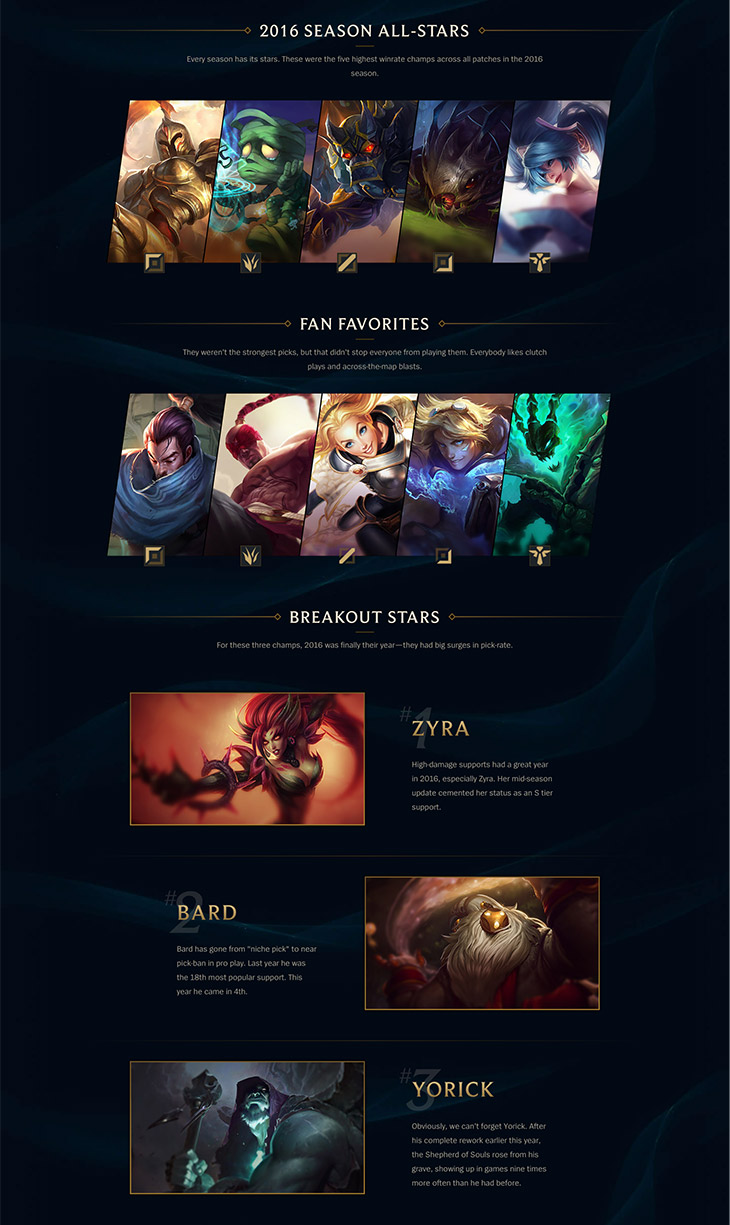 2016 SEASON ALL-STARS
Every season has its stars. These were the five highest winrate champs across all patches in the 2016
season.
FAN FAVORITES
They weren't the strongest picks, but that didn't stop everyone from playing them. Everybody likes clutch
plays and across-the-map blasts.
BREAKOUT STARS
For these three champs, 2016 was finally their year—they had big surges in pick-rate.
#1
ZYRA
High-damage supports had a great year
in 2016, especially Zyra. Her mid-season
update cemented her status as an S tier
support.
#2
BARD
Bard has gone from "niche pick" to near
pick-ban in pro play. Last year he was
the 18th most popular support. This
year he came in 4th.
#3
YORICK
Obviously, we can't forget Yorick. After
his complete rework earlier this year,
the Shepherd of Souls rose from his
grave, showing up in games nine times
more often than he had before.